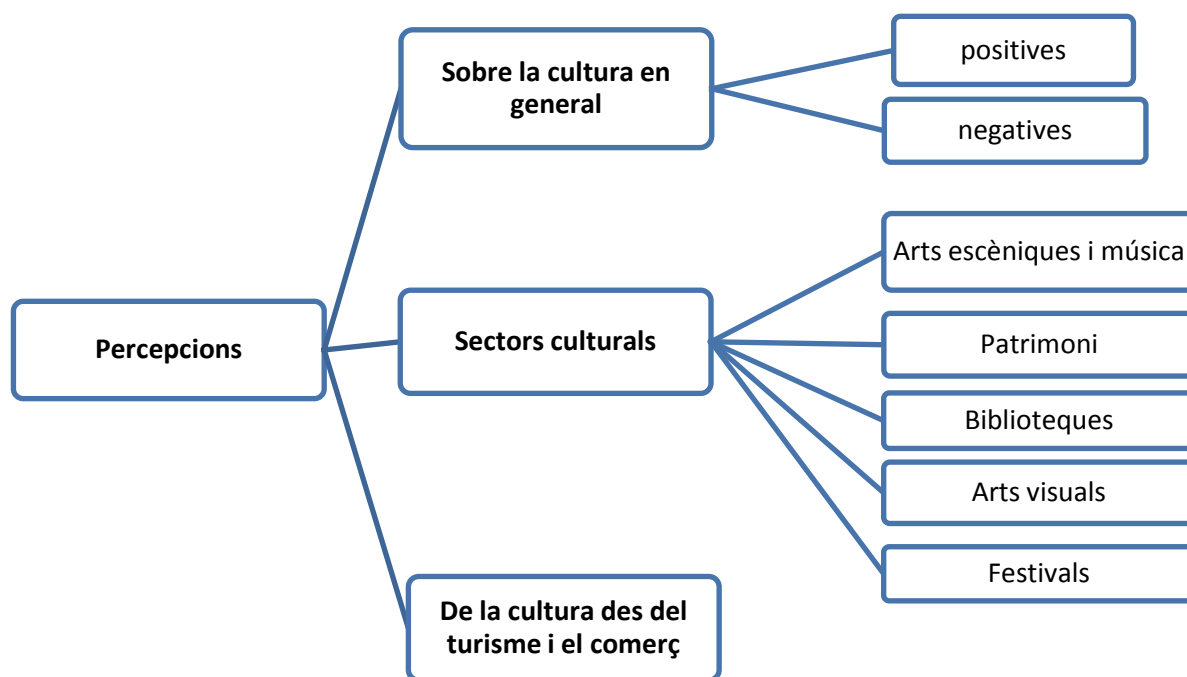 Percepcions
Sobre la cultura en
general
positives
negatives
Sectors culturals
Arts escèniques i música
Patrimoni
Biblioteques
Arts visuals
Festivals
De la cultura des del
turisme i el comerç